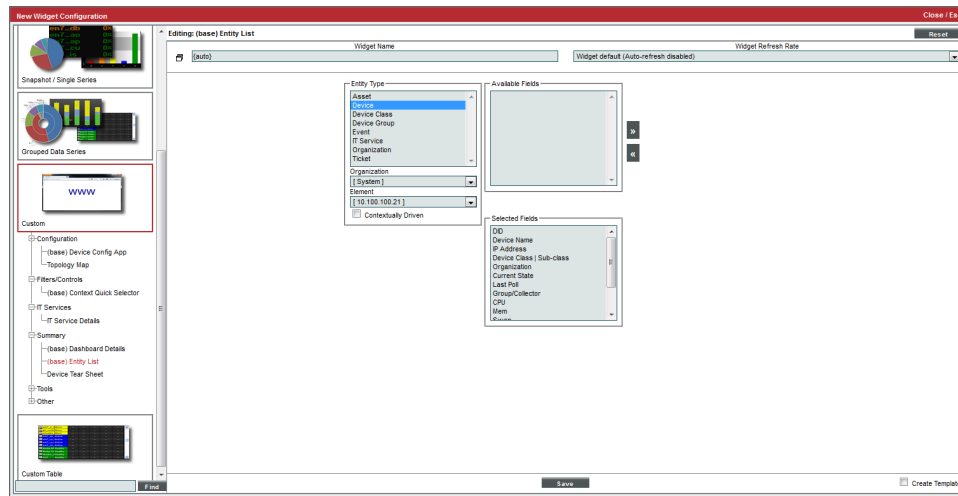 New Widget Configuration
Close / Es
Editing: (base) Entity List
Reset
Widget Name
Widget Refresh Rate
{auto}
Widget default (Auto-refresh disabled)
Snapshot / Single Series
Grouped Data Series
www
Custom
Configuration
(base) Device Config App
Topology Map
Filters/Controls
(base) Context Quick Selector
IT Services
IT Service Details
Summary
(base) Dashboard Details
(base) Entity List
Device Tear Sheet
Tools
Other
Custom Table
Find
Entity Type
Asset
Device
Device Class
Device Group
Event
IT Service
Organization
Ticket
Organization
[ System ]
Element
[ 10.100.100.21 ]
Contextually Driven
Available Fields
»
«
Selected Fields
DID
Device Name
IP Address
Device Class | Sub-class
Organization
Current State
Last Poll
Group/Collector
CPU
Mem
Swap
Save
Create Template